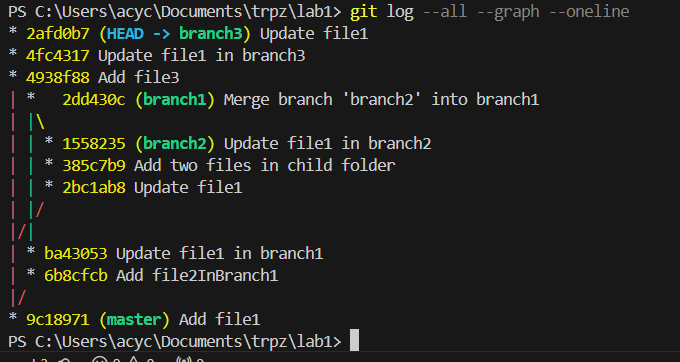 PS C:\Users\acyc\Documents\trpz\lab1> git log --all --graph --oneline
* 2afd0b7 (HEAD -> branch3) Update file1
* 4fc4317 Update file1 in branch3
* 4938f88 Add file3
| *   2dd430c (branch1) Merge branch 'branch2' into branch1
| |\
| | * 1558235 (branch2) Update file1 in branch2
| | * 385c7b9 Add two files in child folder
| | * 2bc1ab8 Update file1
| |/
|/|
| * ba43053 Update file1 in branch1
| * 6b8cfcb Add file2InBranch1
|/
* 9c18971 (master) Add file1
PS C:\Users\acyc\Documents\trpz\lab1>